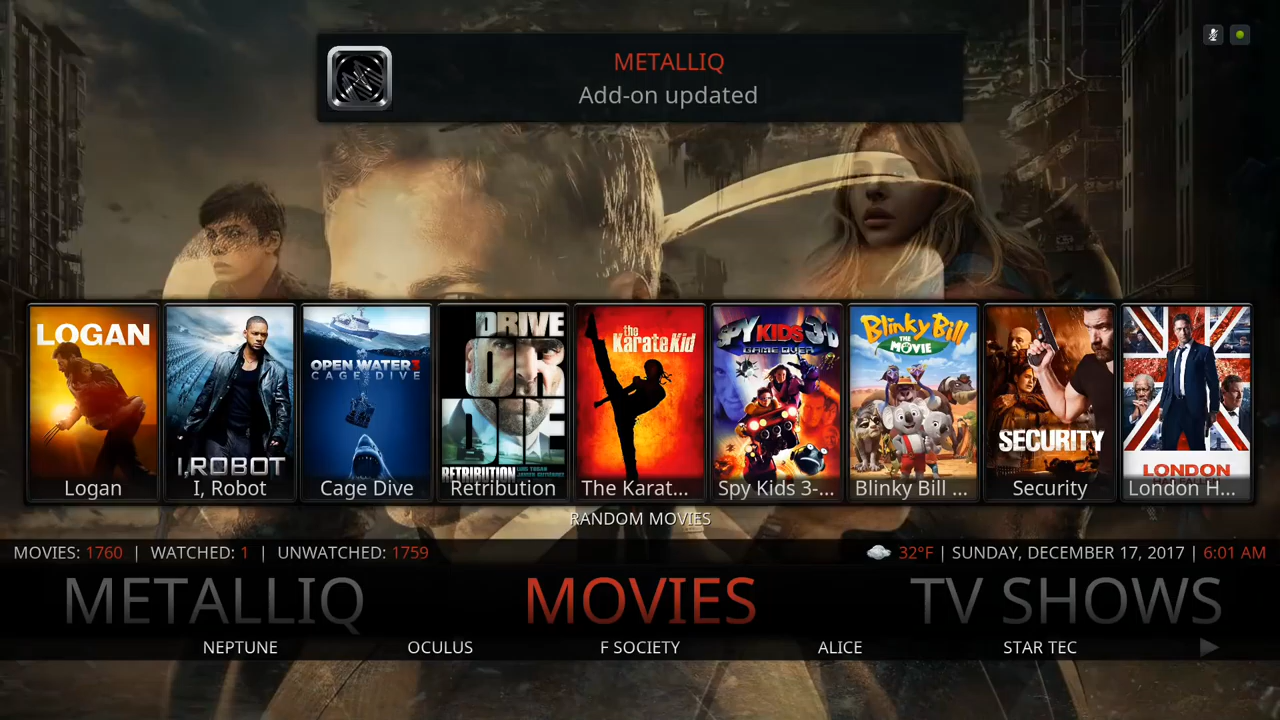 METALLIQ
Add-on updated
LOGAN
I, ROBOT
OPEN WATER 3
CAGE DIVE
DRIVE
OR
DIE
RETRIBUTION
the
Karate Kid
SPY KIDS 3-D
GAME OVER
Blinky Bill
THE
MOVIE
SECURITY
LONDON
Logan
I, Robot
Cage Dive
Retribution
The Karat...
Spy Kids 3-...
Blinky Bill ...
Security
London H...
RANDOM MOVIES
MOVIES: 1760 | WATCHED: 1 | UNWATCHED: 1759
32°F | SUNDAY, DECEMBER 17, 2017 | 6:01 AM
METALLIQ
MOVIES
TV SHOWS
NEPTUNE
OCULUS
F SOCIETY
ALICE
STAR TEC